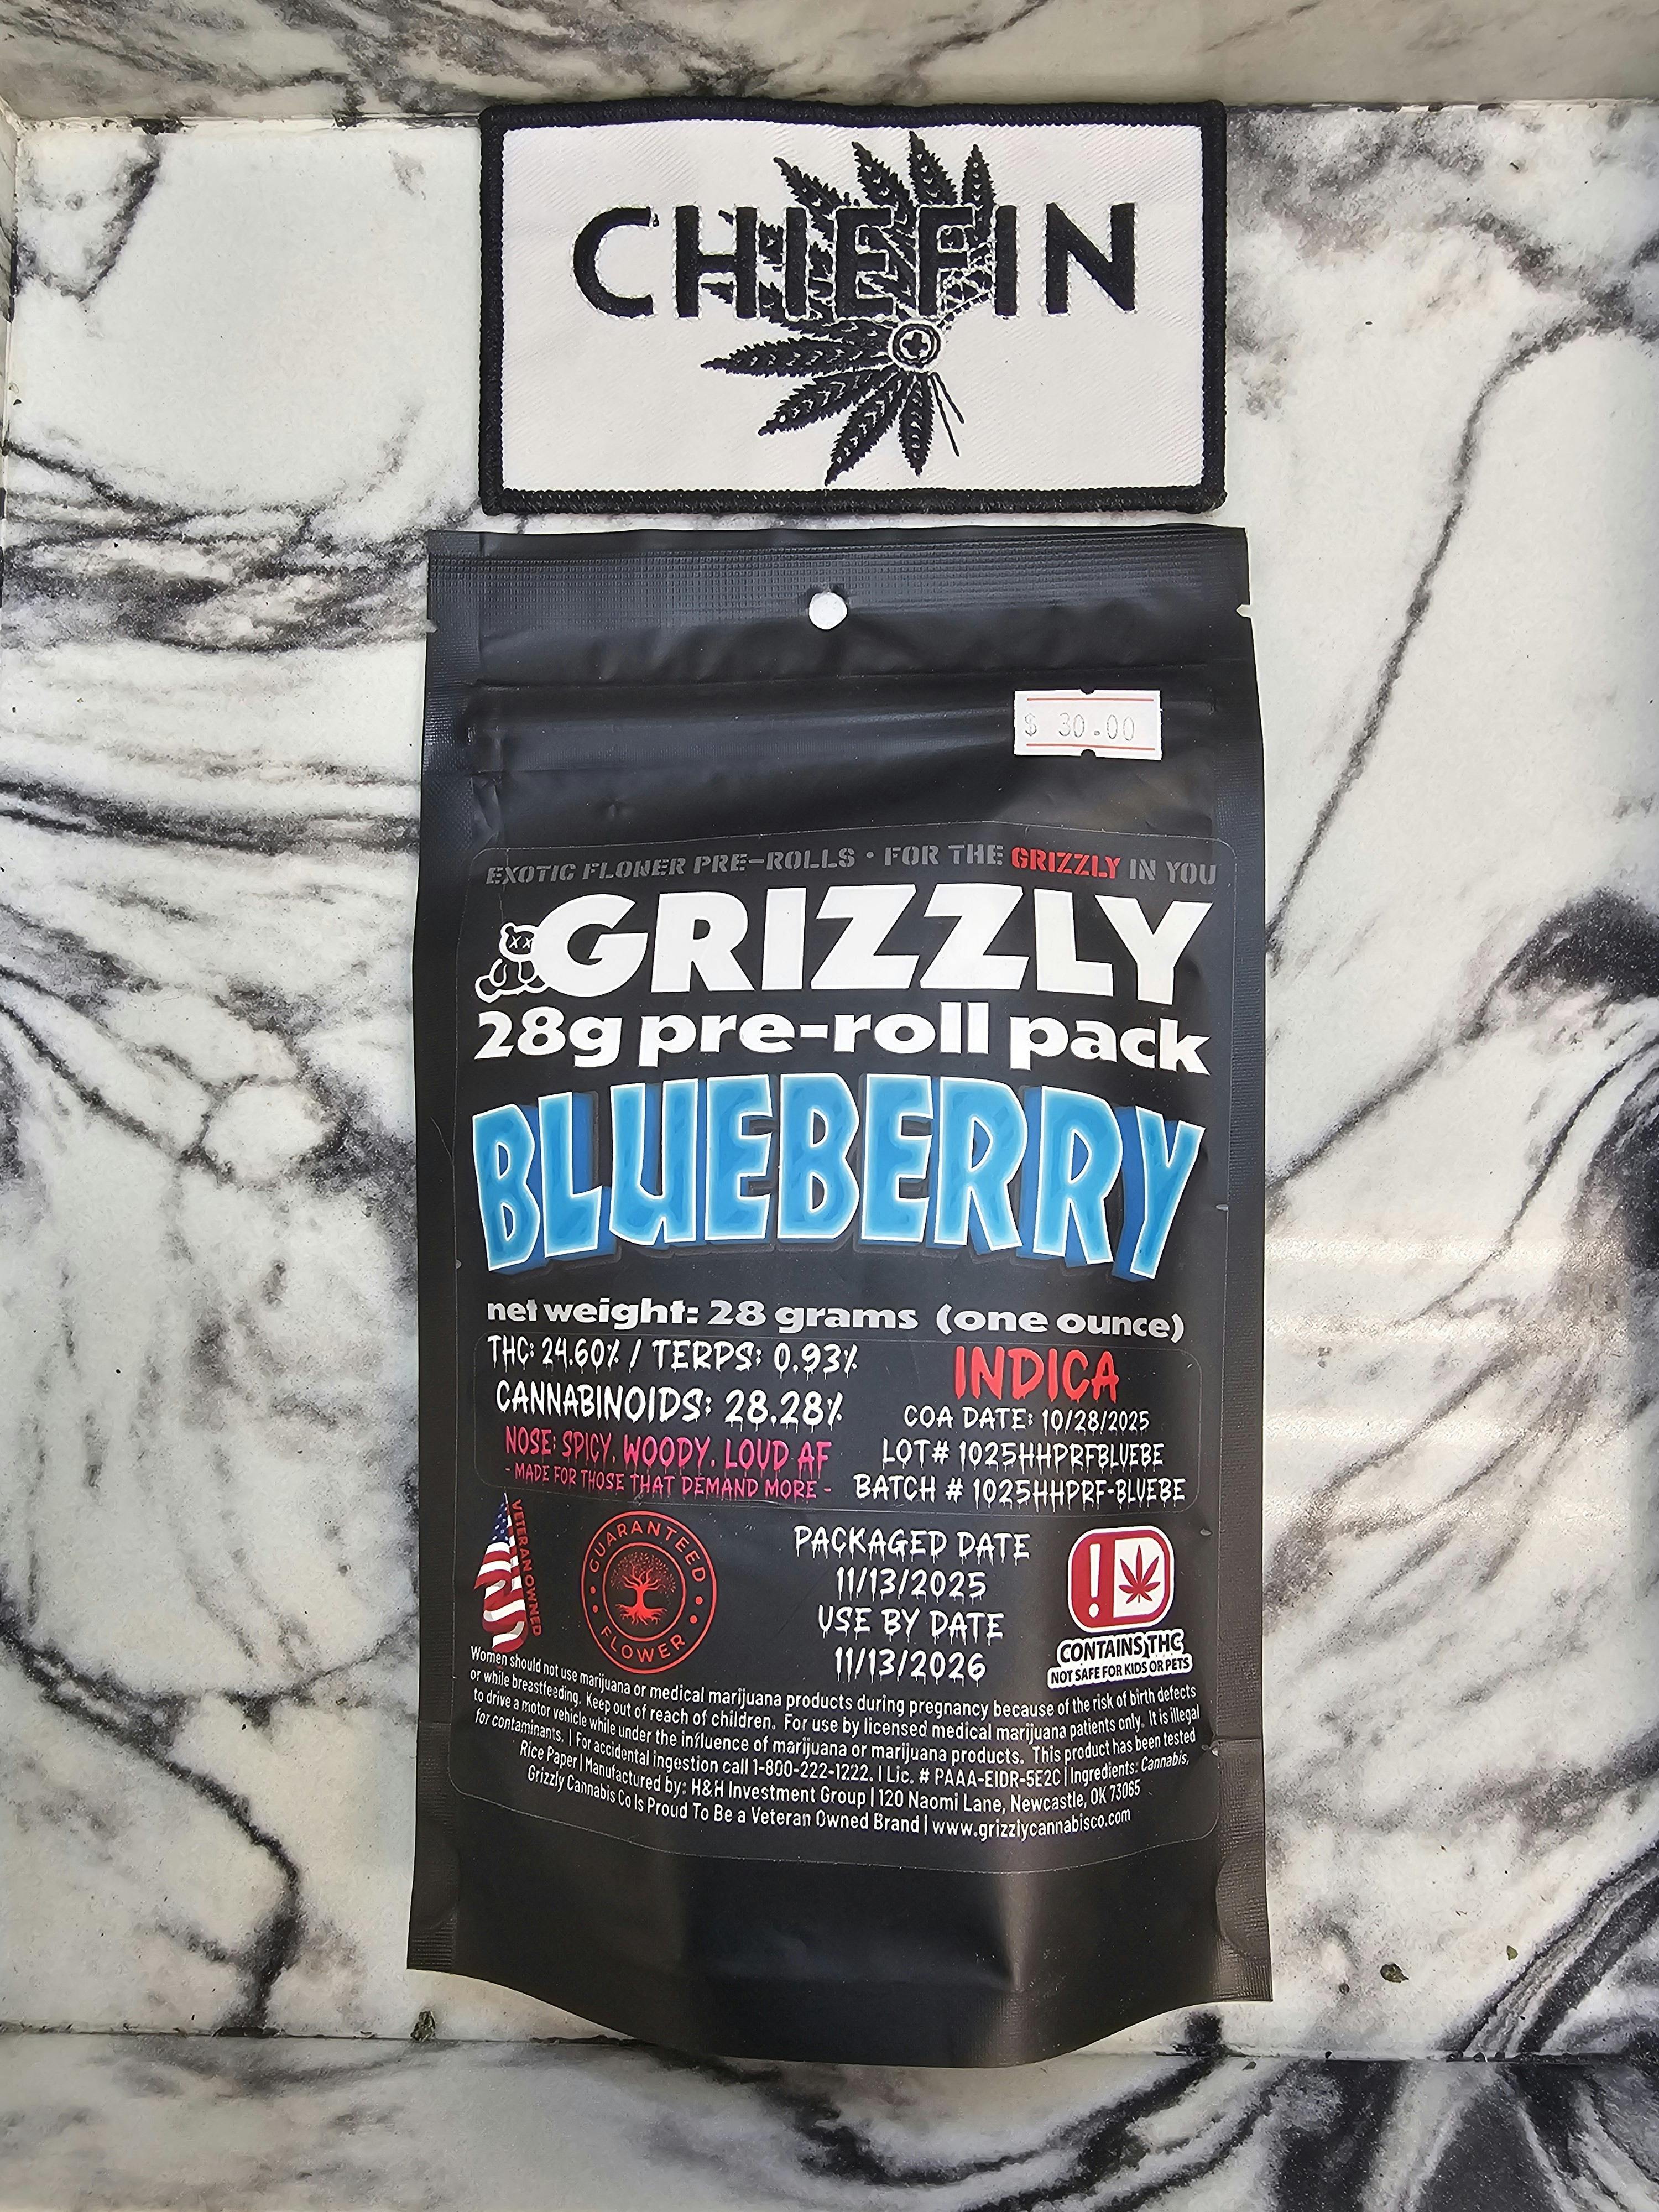 CHIEFIN
$ 30.00
EXOTIC FLOWER PRE-ROLLS • FOR THE GRIZZLY IN YOU
GRIZZLY
28g pre-roll pack
BLUEBERRY
net weight: 28 grams (one ounce)
THC: 24.60% / TERPS: 0.93%
CANNABINOIDS: 28.28%
NOSE: SPICY, WOODY, LOUD AF
- MADE FOR THOSE THAT DEMAND MORE -
INDICA
COA DATE: 10/28/2025
LOT# 1025HHPRFBLUEBE
BATCH # 1025HHPRF-BLUEBE
VETERAN OWNED
GUARANTEED
FLOWER
PACKAGED DATE
11/13/2025
USE BY DATE
11/13/2026
!
CONTAINS THC
NOT SAFE FOR KIDS OR PETS
Women should not use marijuana or medical marijuana products during pregnancy because of the risk of birth defects
or while breastfeeding. Keep out of reach of children. For use by licensed medical marijuana patients only. It is illegal
to drive a motor vehicle while under the influence of marijuana or marijuana products. This product has been tested
for contaminants. | For accidental ingestion call 1-800-222-1222. | Lic. # PAAA-EIDR-5E2C | Ingredients: Cannabis,
Rice Paper | Manufactured by: H&H Investment Group | 120 Naomi Lane, Newcastle, OK 73065
Grizzly Cannabis Co Is Proud To Be a Veteran Owned Brand | www.grizzlycannabisco.com